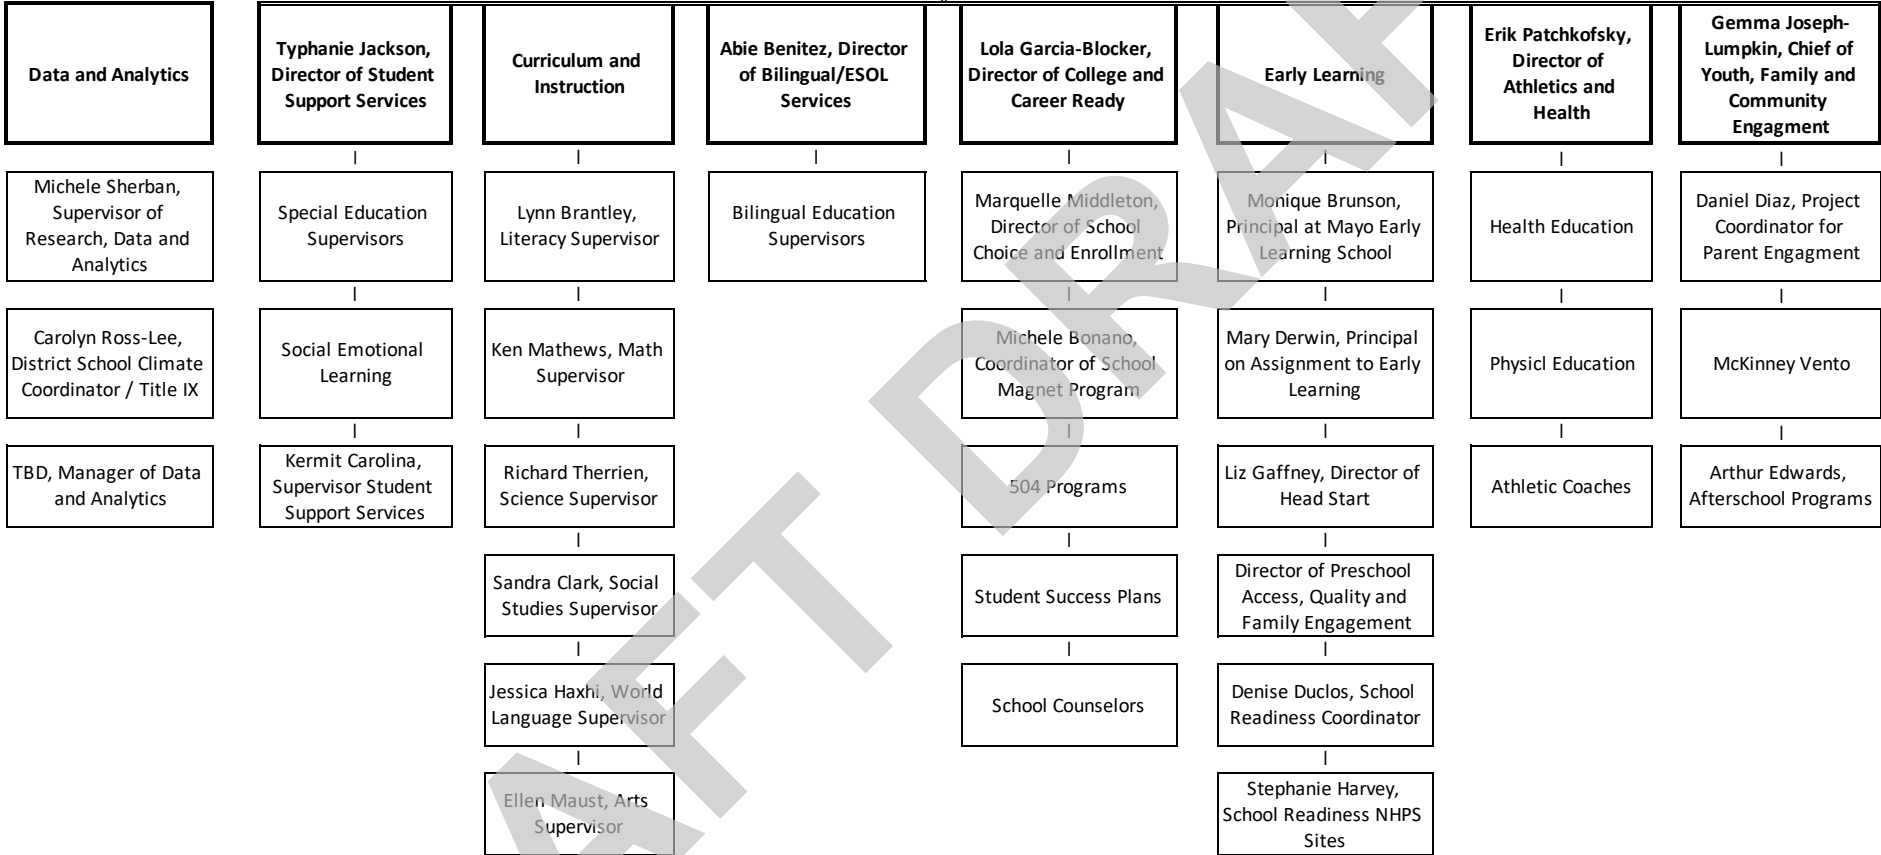 Data and Analytics
Typhanie Jackson,
Director of Student
Support Services
Curriculum and
Instruction
Abie Benitez, Director
of Bilingual/ESOL
Services
Lola Garcia-Blocker,
Director of College and
Career Ready
Early Learning
Erik Patchkofsky,
Director of
Athletics and
Health
Gemma Joseph-
Lumpkin, Chief of
Youth, Family and
Community
Engagment
Michele Sherban,
Supervisor of
Research, Data and
Analytics
Special Education
Supervisors
Lynn Brantley,
Literacy Supervisor
Bilingual Education
Supervisors
Marquelle Middleton,
Director of School
Choice and Enrollment
Monique Brunson,
Principal at Mayo Early
Learning School
Health Education
Daniel Diaz, Project
Coordinator for
Parent Engagment
Carolyn Ross-Lee,
District School Climate
Coordinator / Title IX
Social Emotional
Learning
Ken Mathews, Math
Supervisor
Michele Bonano,
Coordinator of School
Magnet Program
Mary Derwin, Principal
on Assignment to Early
Learning
Physicl Education
McKinney Vento
TBD, Manager of Data
and Analytics
Kermit Carolina,
Supervisor Student
Support Services
Richard Therrien,
Science Supervisor
504 Programs
Liz Gaffney, Director of
Head Start
Athletic Coaches
Arthur Edwards,
Afterschool Programs
Sandra Clark, Social
Studies Supervisor
Student Success Plans
Director of Preschool
Access, Quality and
Family Engagement
Jessica Haxhi, World
Language Supervisor
School Counselors
Denise Duclos, School
Readiness Coordinator
Ellen Maust, Arts
Supervisor
Stephanie Harvey,
School Readiness NHPS
Sites
AFT DRAF